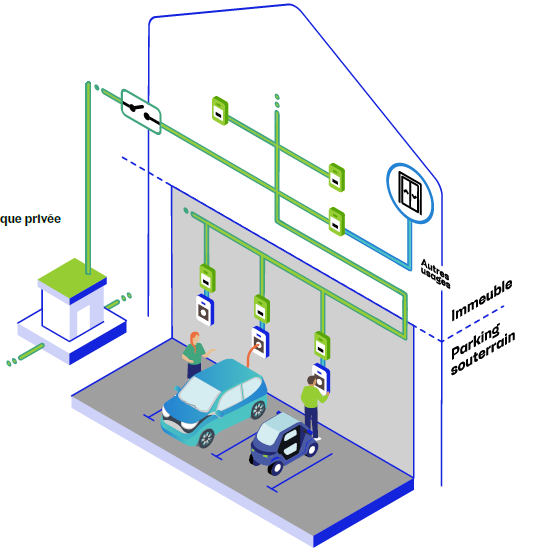 que privée
Autres
usages
Immeuble
Parking
souterrain